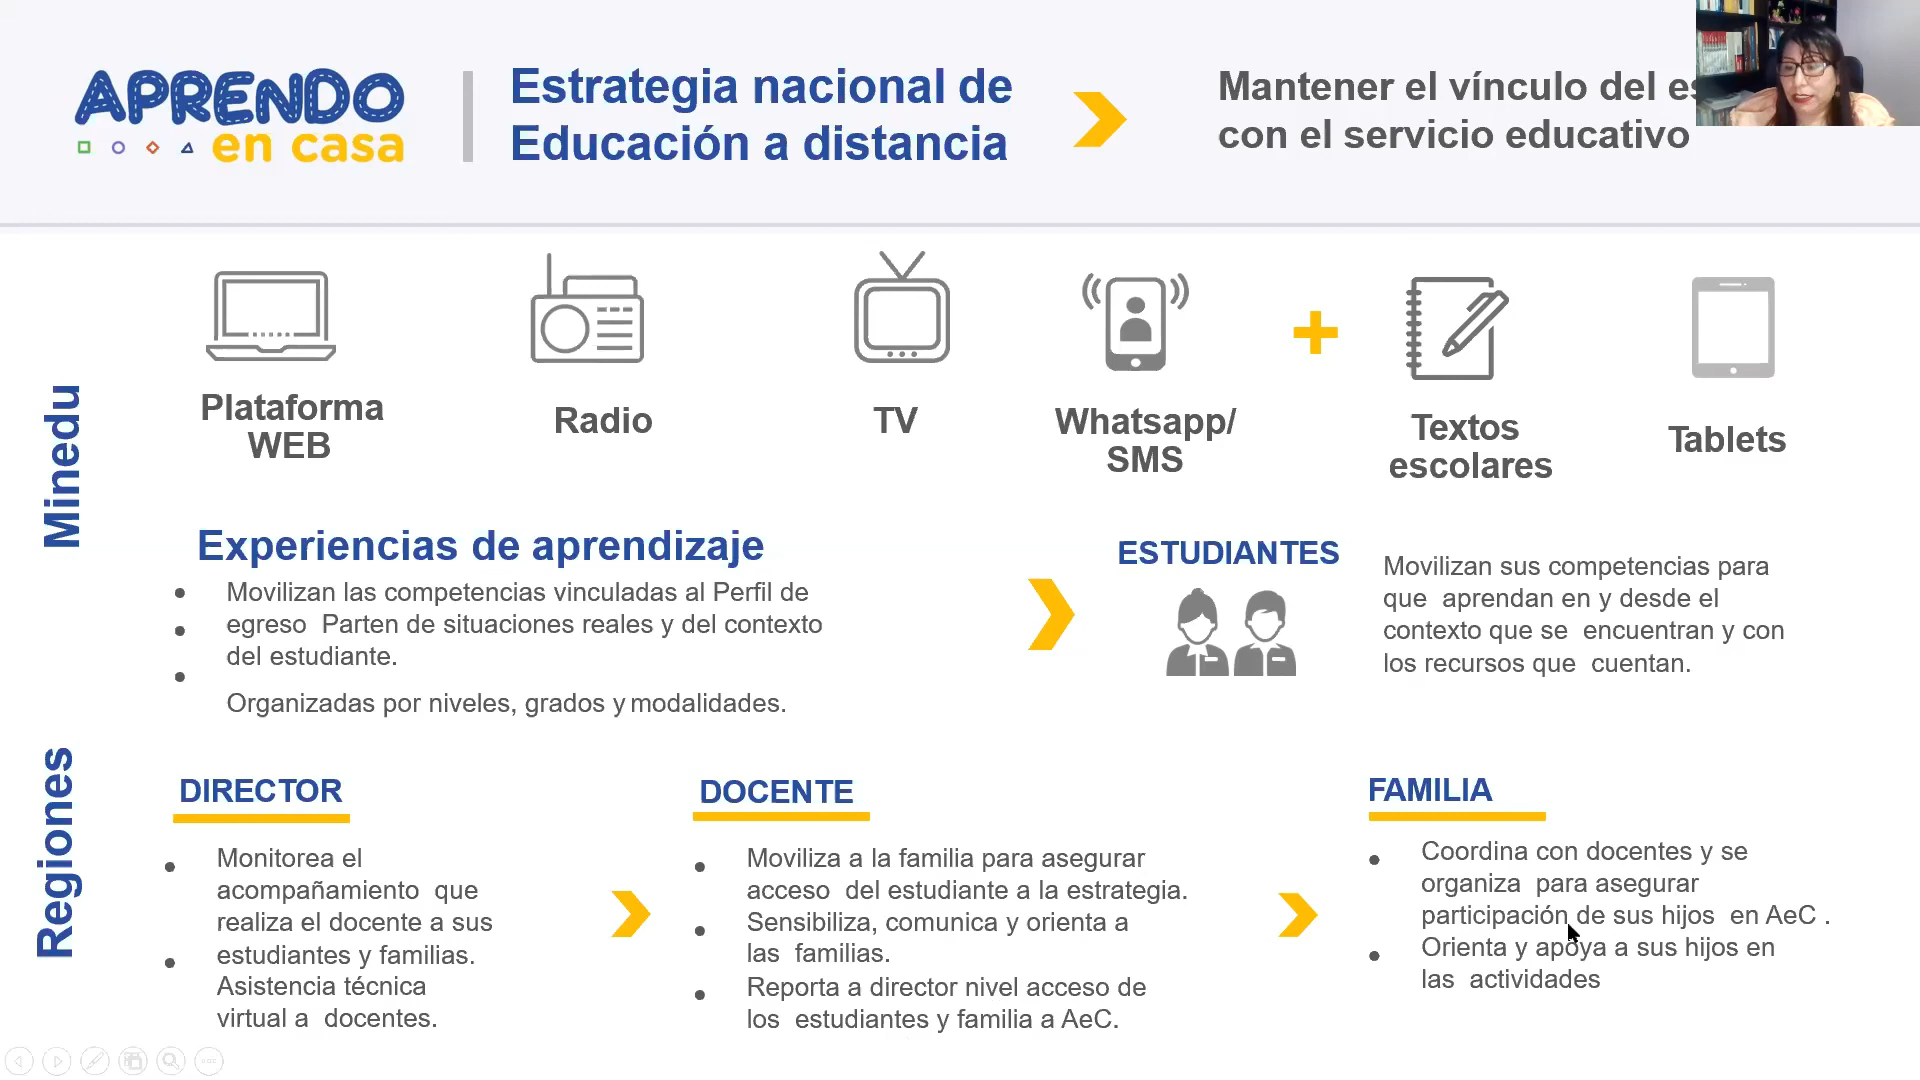 APRENDO
en casa
Estrategia nacional de
Educación a distancia
Mantener el vínculo del
con el servicio educativo
Minedu
Plataforma
WEB
Radio
TV
Whatsapp/
SMS
Textos
escolares
Tablets
Experiencias de aprendizaje
Movilizan las competencias vinculadas al Perfil de
egreso Parten de situaciones reales y del contexto
del estudiante.
Organizadas por niveles, grados y modalidades.
ESTUDIANTES
Movilizan sus competencias para
que aprendan en y desde el
contexto que se encuentran y con
los recursos que cuentan.
Regiones
DIRECTOR
Monitorea el
acompañamiento que
realiza el docente a sus
estudiantes y familias.
Asistencia técnica
virtual a docentes.
DOCENTE
Moviliza a la familia para asegurar
acceso del estudiante a la estrategia.
Sensibiliza, comunica y orienta a
las familias.
Reporta a director nivel acceso de
los estudiantes y familia a AeC.
FAMILIA
Coordina con docentes y se
organiza para asegurar
participación de sus hijos en AeC .
Orienta y apoya a sus hijos en
las actividades